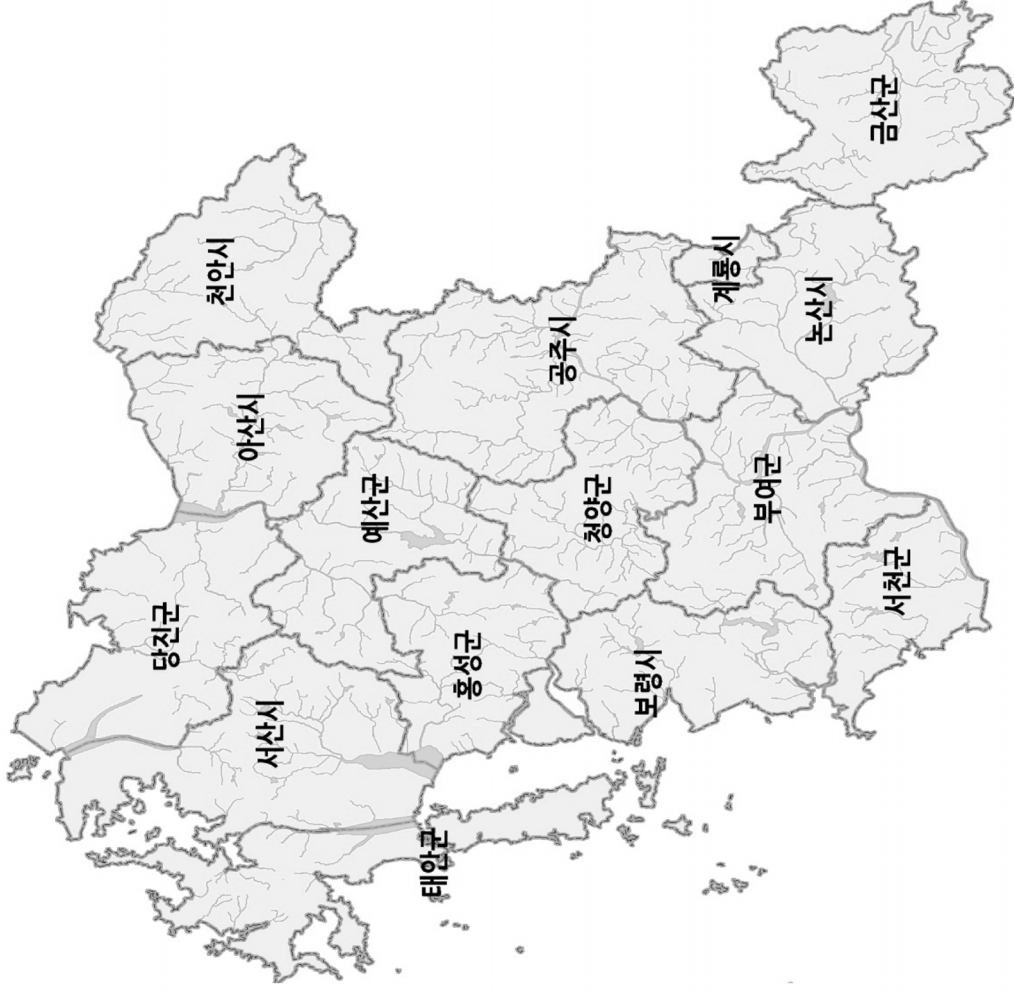 천안시
아산시
당진군
서산시
태안군
예산군
홍성군
공주시
청양군
보령시
부여군
계룡시
논산시
금산군
서천군